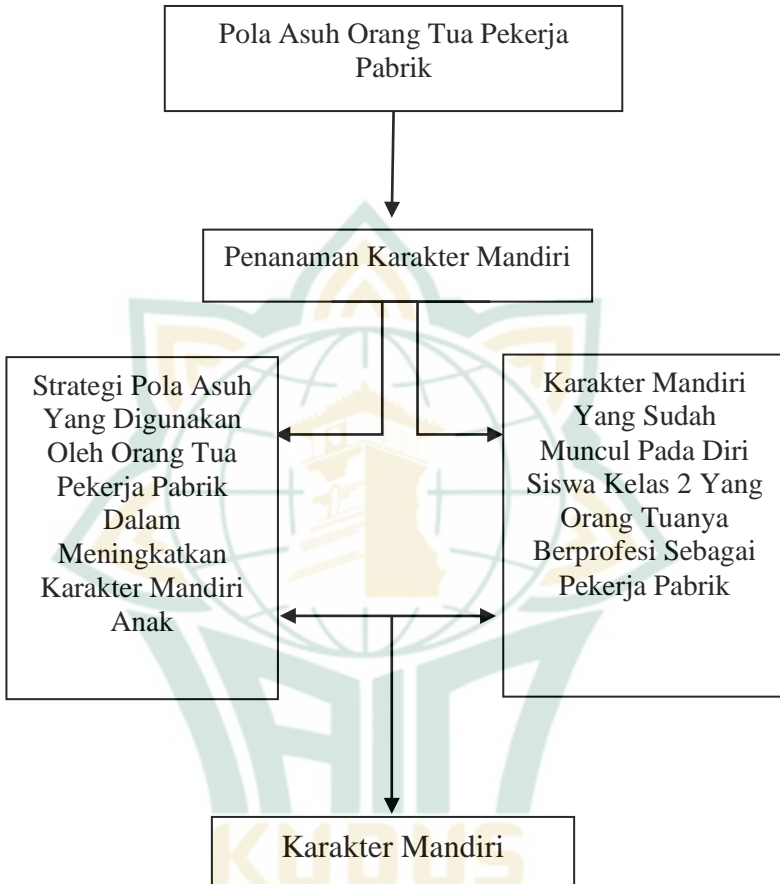 Pola Asuh Orang Tua Pekerja
Pabrik
Penanaman Karakter Mandiri
Strategi Pola Asuh
Yang Digunakan
Oleh Orang Tua
Pekerja Pabrik
Dalam
Meningkatkan
Karakter Mandiri
Anak
Karakter Mandiri
Yang Sudah
Muncul Pada Diri
Siswa Kelas 2 Yang
Orang Tuanya
Berprofesi Sebagai
Pekerja Pabrik
IAIN
KUDUS
Karakter Mandiri